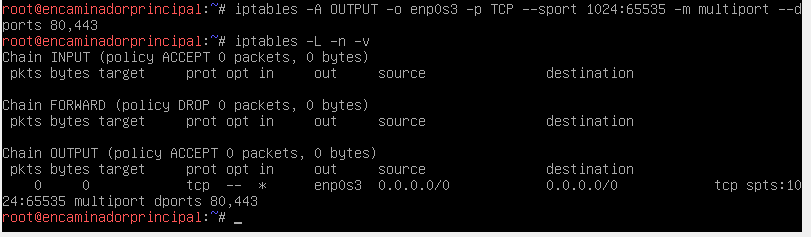 root@encaminadorprincipal:~# iptables -A OUTPUT -o enp0s3 -p TCP --sport 1024:65535 -m multiport --d
ports 80,443
root@encaminadorprincipal:~# iptables -L -n -v
Chain INPUT (policy ACCEPT 0 packets, 0 bytes)
 pkts bytes target     prot opt in     out     source               destination

Chain FORWARD (policy DROP 0 packets, 0 bytes)
 pkts bytes target     prot opt in     out     source               destination

Chain OUTPUT (policy ACCEPT 0 packets, 0 bytes)
 pkts bytes target     prot opt in     out     source               destination
    0     0            tcp  --  *      enp0s3  0.0.0.0/0            0.0.0.0/0            tcp spts:10
24:65535 multiport dports 80,443
root@encaminadorprincipal:~# _